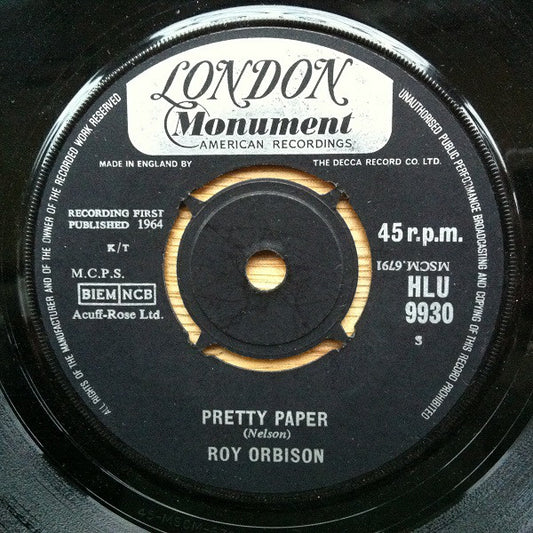 LONDON
Monument
AMERICAN RECORDINGS
MADE IN ENGLAND BY THE DECCA RECORD CO. LTD.
RECORDING FIRST
PUBLISHED 1964
K/T
M.C.P.S.
BIEM NCB
Acuff-Rose Ltd.
45 r.p.m.
MSCM.6791
HLU
9930
S
PRETTY PAPER
(Nelson)
ROY ORBISON
ALL RIGHTS OF THE MANUFACTURER AND OF THE OWNER OF THE RECORDED WORK RESERVED
UNAUTHORISED PUBLIC PERFORMANCE BROADCASTING AND COPYING OF THIS RECORD PROHIBITED